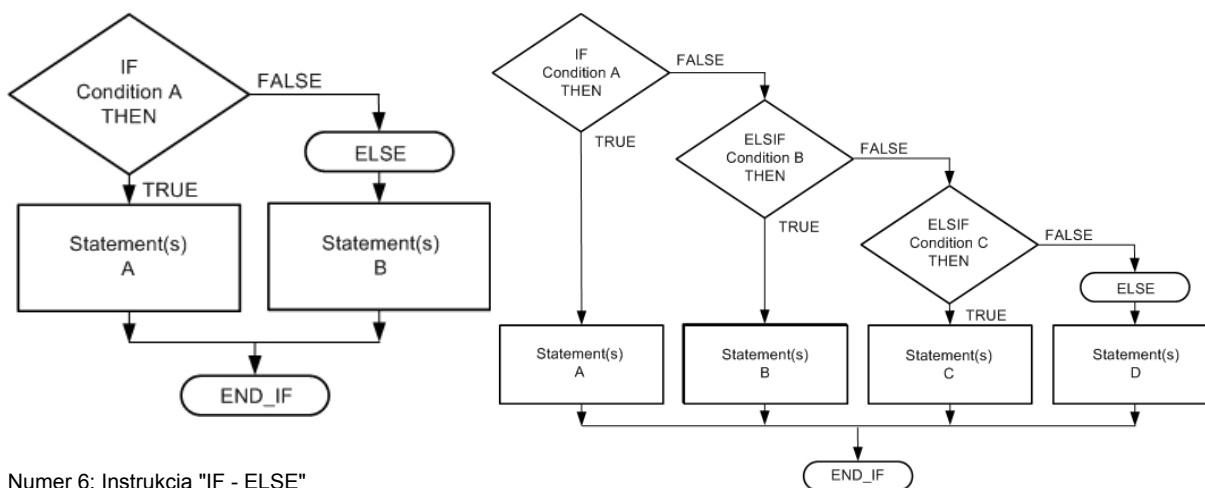 IF
Condition A
THEN
FALSE
ELSE
TRUE
Statement(s)
A
Statement(s)
B
END_IF
Numer 6: Instrukcja "IF - ELSE"
IF
Condition A
THEN
FALSE
TRUE
ELSIF
Condition B
THEN
FALSE
TRUE
ELSIF
Condition C
THEN
FALSE
ELSE
TRUE
Statement(s)
A
Statement(s)
B
Statement(s)
C
Statement(s)
D
END_IF